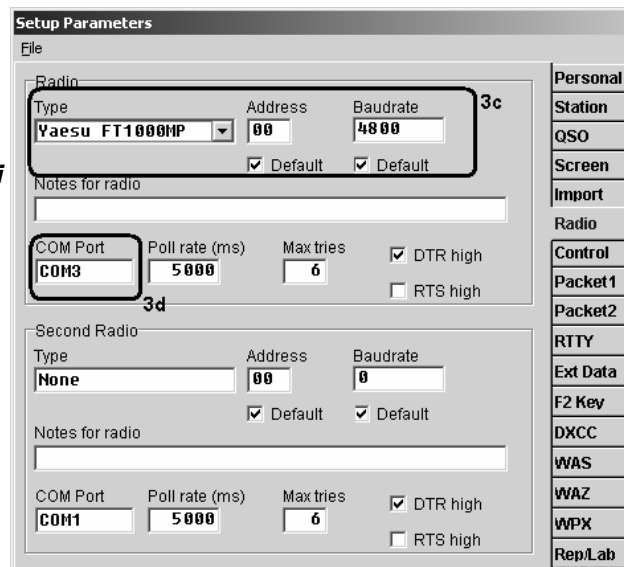 Setup Parameters
File
Radio
Type Address Baudrate 3c
Yaesu FT1000MP 00 4800
Default Default
Notes for radio
COM Port Poll rate (ms) Max tries DTR high
COM3 5000 6
RTS high
3d
Second Radio
Type Address Baudrate
None 00 0
Default Default
Notes for radio
COM Port Poll rate (ms) Max tries DTR high
COM1 5000 6
RTS high
Personal
Station
QSO
Screen
Import
Radio
Control
Packet1
Packet2
RTTY
Ext Data
F2 Key
DXCC
WAS
WAZ
WPX
Rep/Lab
i